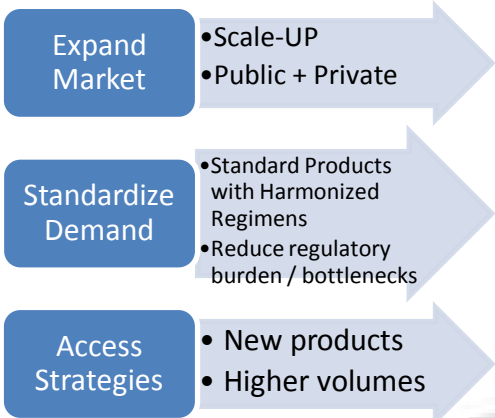 Expand
Market
•Scale-UP
•Public + Private
Standardize
Demand
•Standard Products
with Harmonized
Regimens
•Reduce regulatory
burden / bottlenecks
Access
Strategies
• New products
• Higher volumes